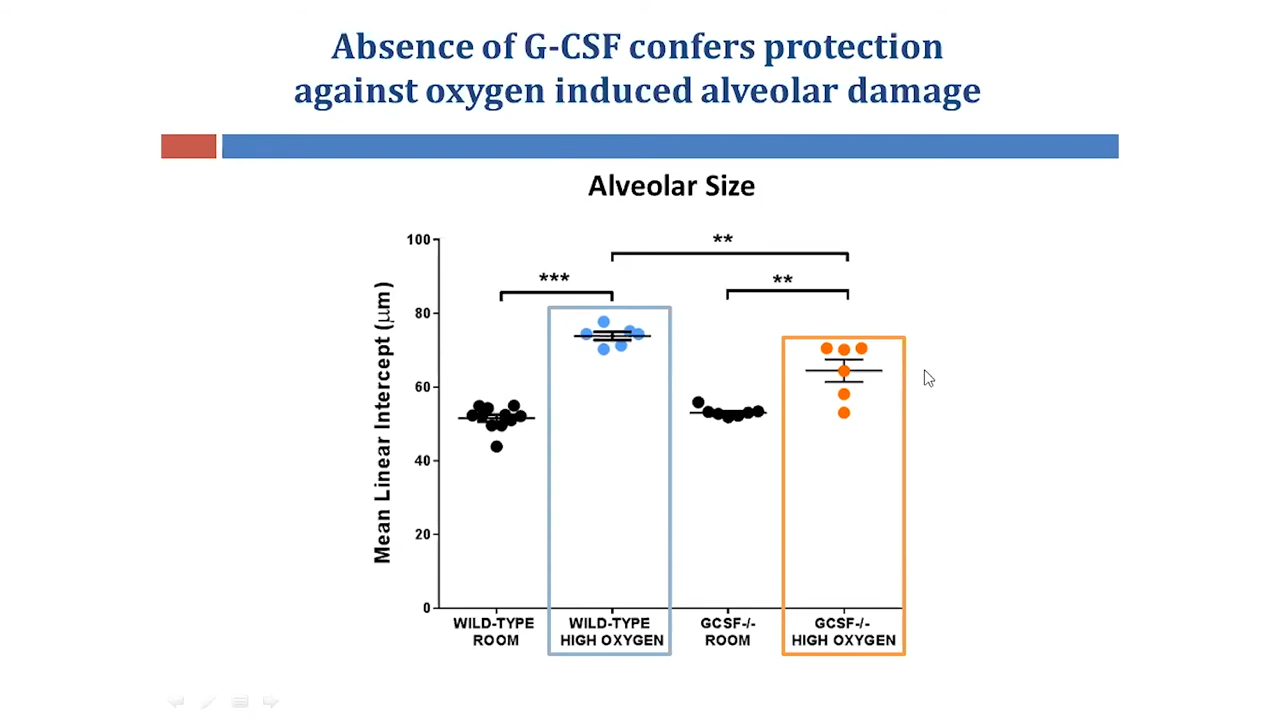 Absence of G-CSF confers protection
against oxygen induced alveolar damage
Alveolar Size
Mean Linear Intercept (μm)
100
80
60
40
20
0
***
**
**
WILD-TYPE
ROOM
WILD-TYPE
HIGH OXYGEN
GCSF-/-
ROOM
GCSF-/-
HIGH OXYGEN